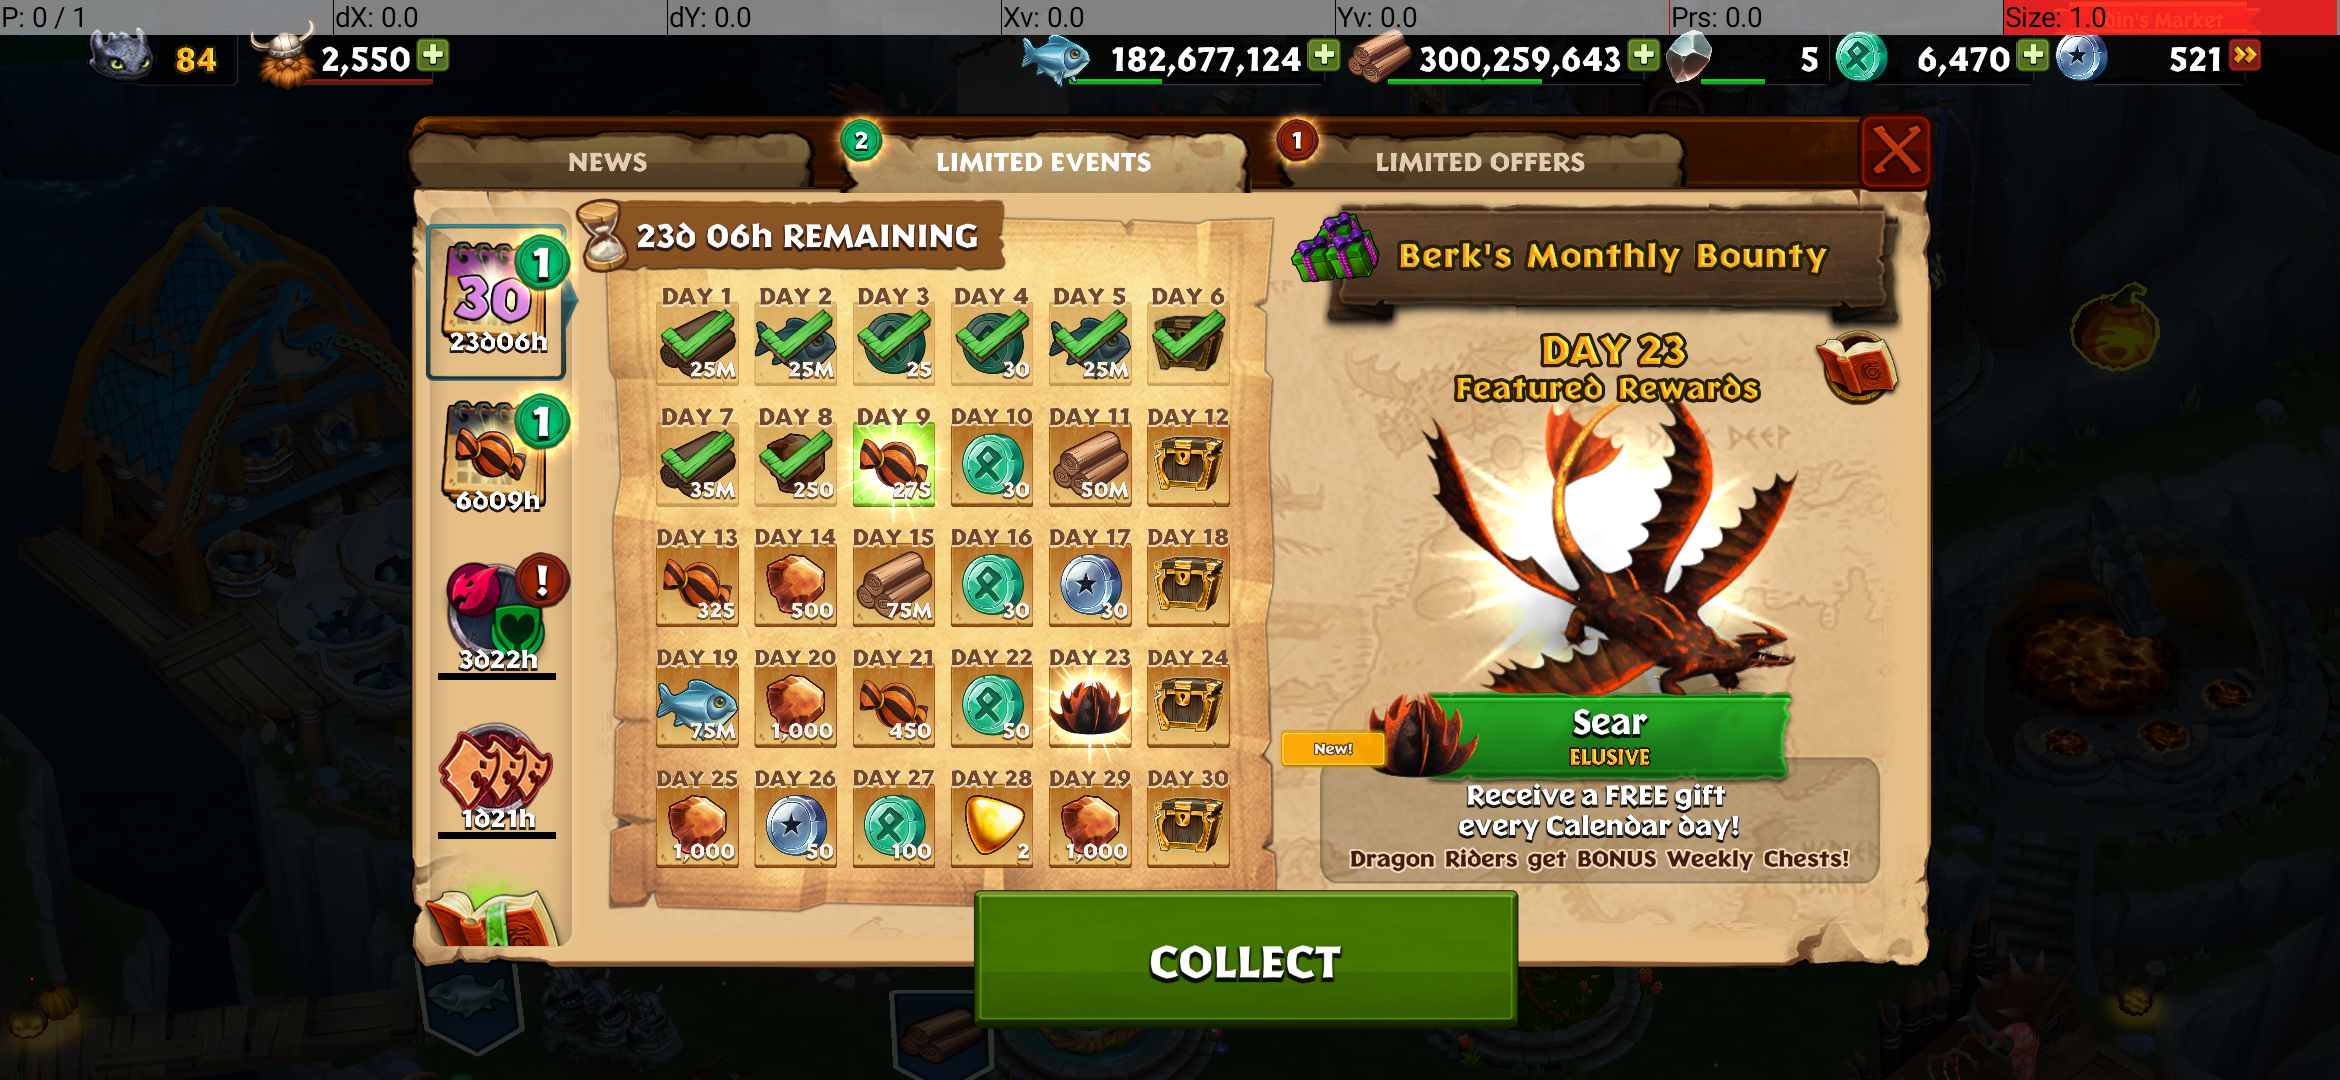 P: 0 / 1 dX: 0.0 dY: 0.0 Xv: 0.0 Yv: 0.0 Prs: 0.0 Size: 1.0
84 2,550 182,677,124 300,259,643 5 6,470 521
NEWS 2 LIMITED EVENTS 1 LIMITED OFFERS
23d 06h REMAINING
Berk's Monthly Bounty
30 1
23d06h
1
6d09h
!
3d22h
1d21h
DAY 1 DAY 2 DAY 3 DAY 4 DAY 5 DAY 6
25M 25M 25 30 25M
DAY 7 DAY 8 DAY 9 DAY 10 DAY 11 DAY 12
35M 250 275 30 50M
DAY 13 DAY 14 DAY 15 DAY 16 DAY 17 DAY 18
325 500 75M 30 30
DAY 19 DAY 20 DAY 21 DAY 22 DAY 23 DAY 24
75M 1,000 450 50
DAY 25 DAY 26 DAY 27 DAY 28 DAY 29 DAY 30
1,000 50 100 2 1,000
DAY 23
Featured Rewards
Sear
New!
ELUSIVE
Receive a FREE gift
every Calendar day!
Dragon Riders get BONUS Weekly Chests!
COLLECT